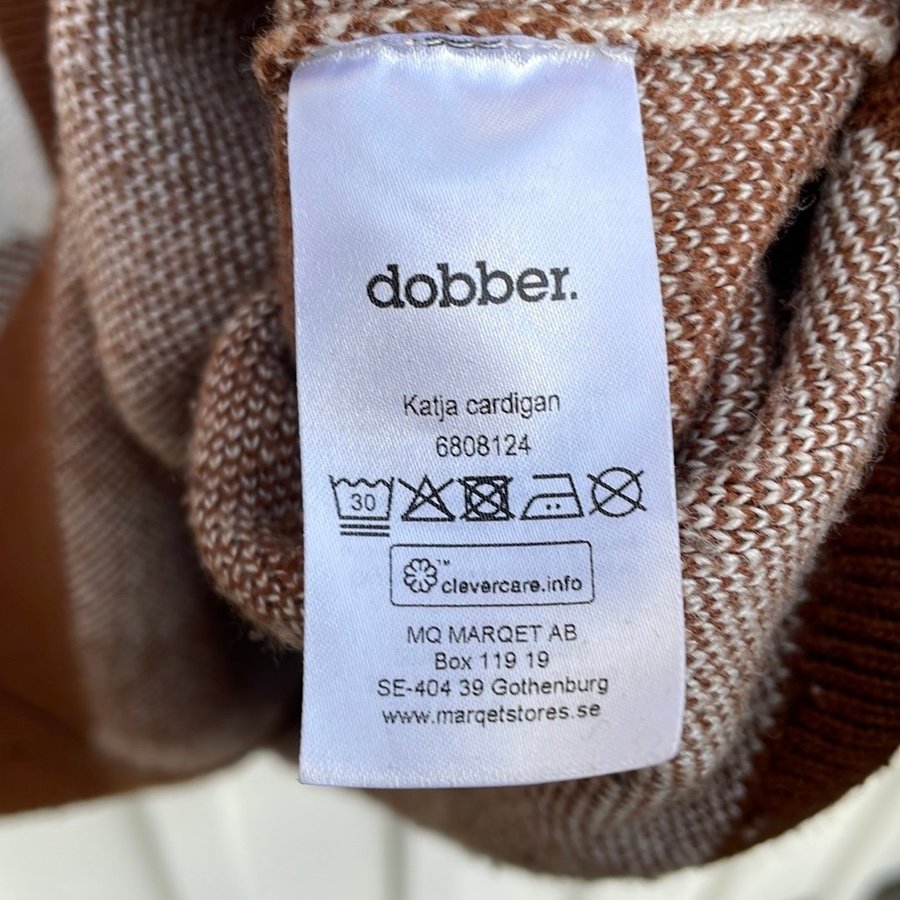 dobber.
Katja cardigan
6808124
30
™
clevercare.info
MQ MARQET AB
Box 119 19
SE-404 39 Gothenburg
www.marqetstores.se